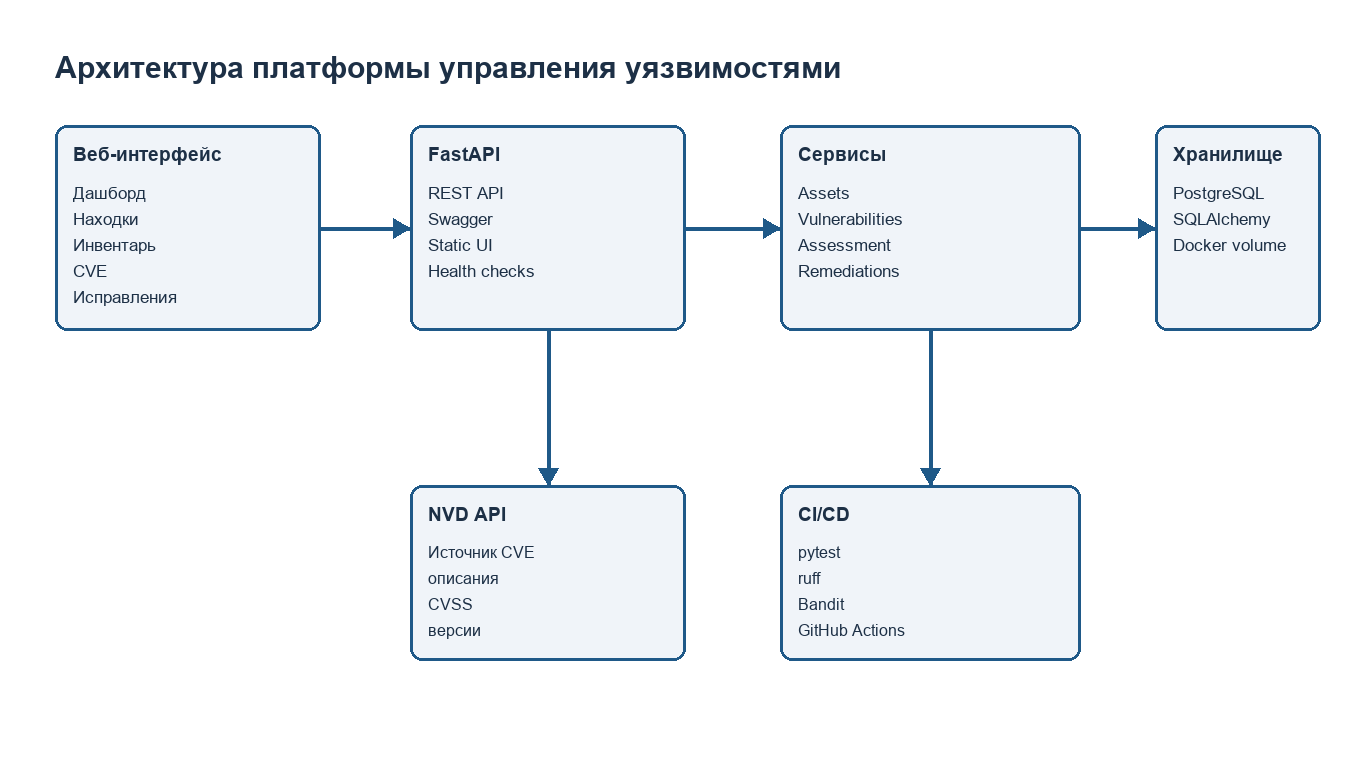 Архитектура платформы управления уязвимостями
Веб-интерфейс
Дашборд
Находки
Инвентарь
CVE
Исправления
FastAPI
REST API
Swagger
Static UI
Health checks
Сервисы
Assets
Vulnerabilities
Assessment
Remediations
Хранилище
PostgreSQL
SQLAlchemy
Docker volume
NVD API
Источник CVE
описания
CVSS
версии
CI/CD
pytest
ruff
Bandit
GitHub Actions